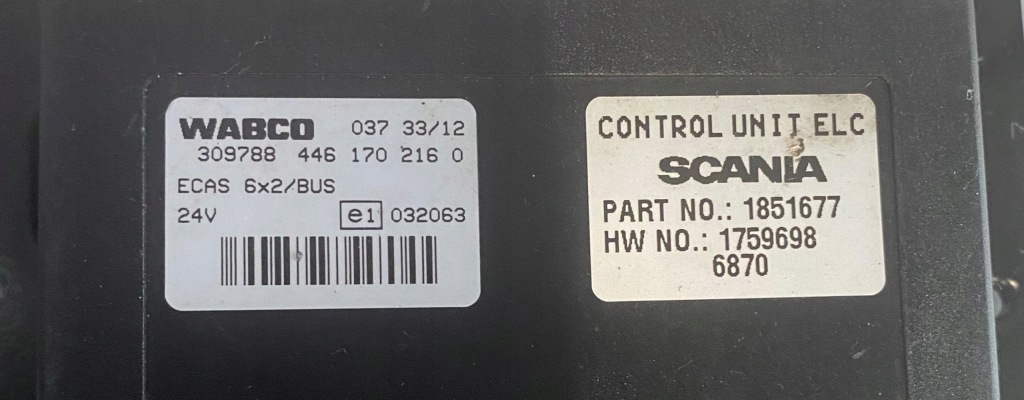 WABCO 037 33/12
309788 446 170 216 0
ECAS 6x2/BUS
24V e1 032063
CONTROL UNIT ELC
SCANIA
PART NO.: 1851677
HW NO.: 1759698
6870